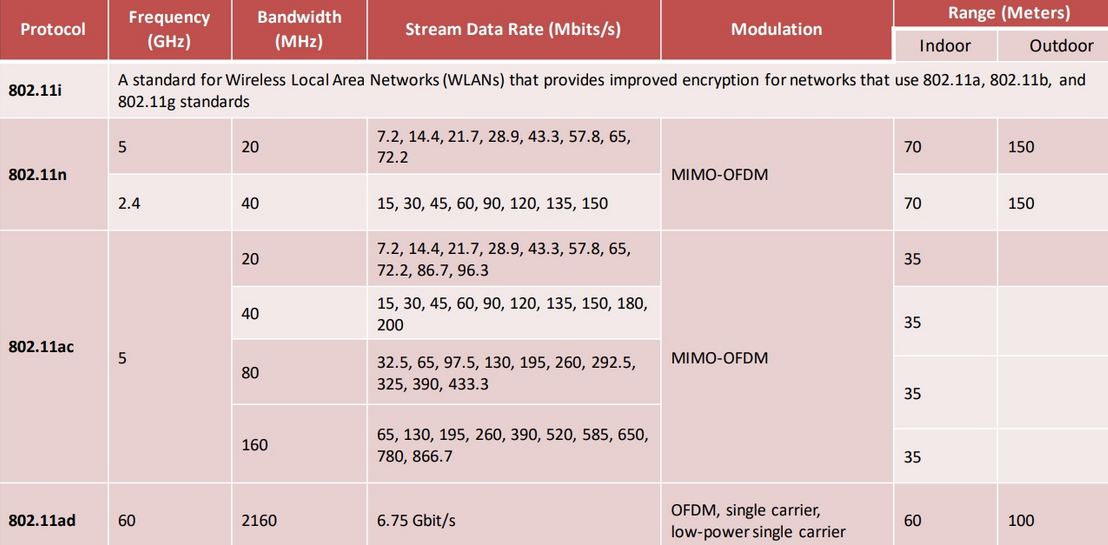 Protocol
Frequency
(GHz)
Bandwidth
(MHz)
Stream Data Rate (Mbits/s)
Modulation
Range (Meters)
Indoor
Outdoor
802.11i
A standard for Wireless Local Area Networks (WLANs) that provides improved encryption for networks that use 802.11a, 802.11b, and
802.11g standards
802.11n
5
20
7.2, 14.4, 21.7, 28.9, 43.3, 57.8, 65,
72.2
MIMO-OFDM
70
150
2.4
40
15, 30, 45, 60, 90, 120, 135, 150
70
150
802.11ac
5
20
7.2, 14.4, 21.7, 28.9, 43.3, 57.8, 65,
72.2, 86.7, 96.3
MIMO-OFDM
35
40
15, 30, 45, 60, 90, 120, 135, 150, 180,
200
35
80
32.5, 65, 97.5, 130, 195, 260, 292.5,
325, 390, 433.3
35
160
65, 130, 195, 260, 390, 520, 585, 650,
780, 866.7
35
802.11ad
60
2160
6.75 Gbit/s
OFDM, single carrier,
low-power single carrier
60
100